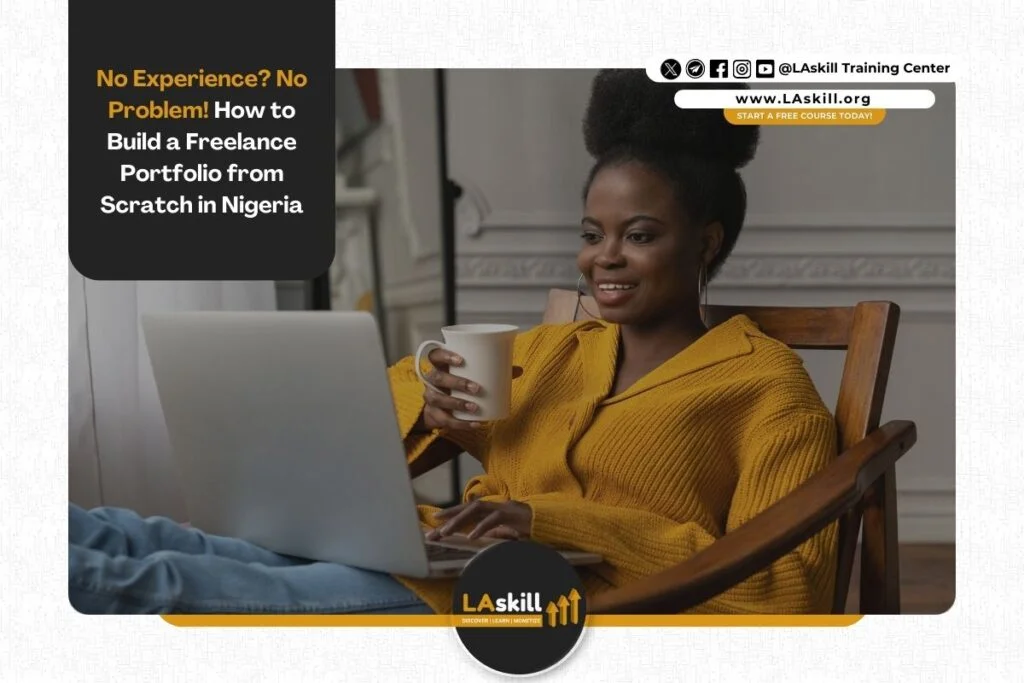 No Experience? No
Problem! How to
Build a Freelance
Portfolio from
Scratch in Nigeria
@LAskill Training Center
www.LAskill.org
START A FREE COURSE TODAY!
LAskill
DISCOVER | LEARN | MONETIZE